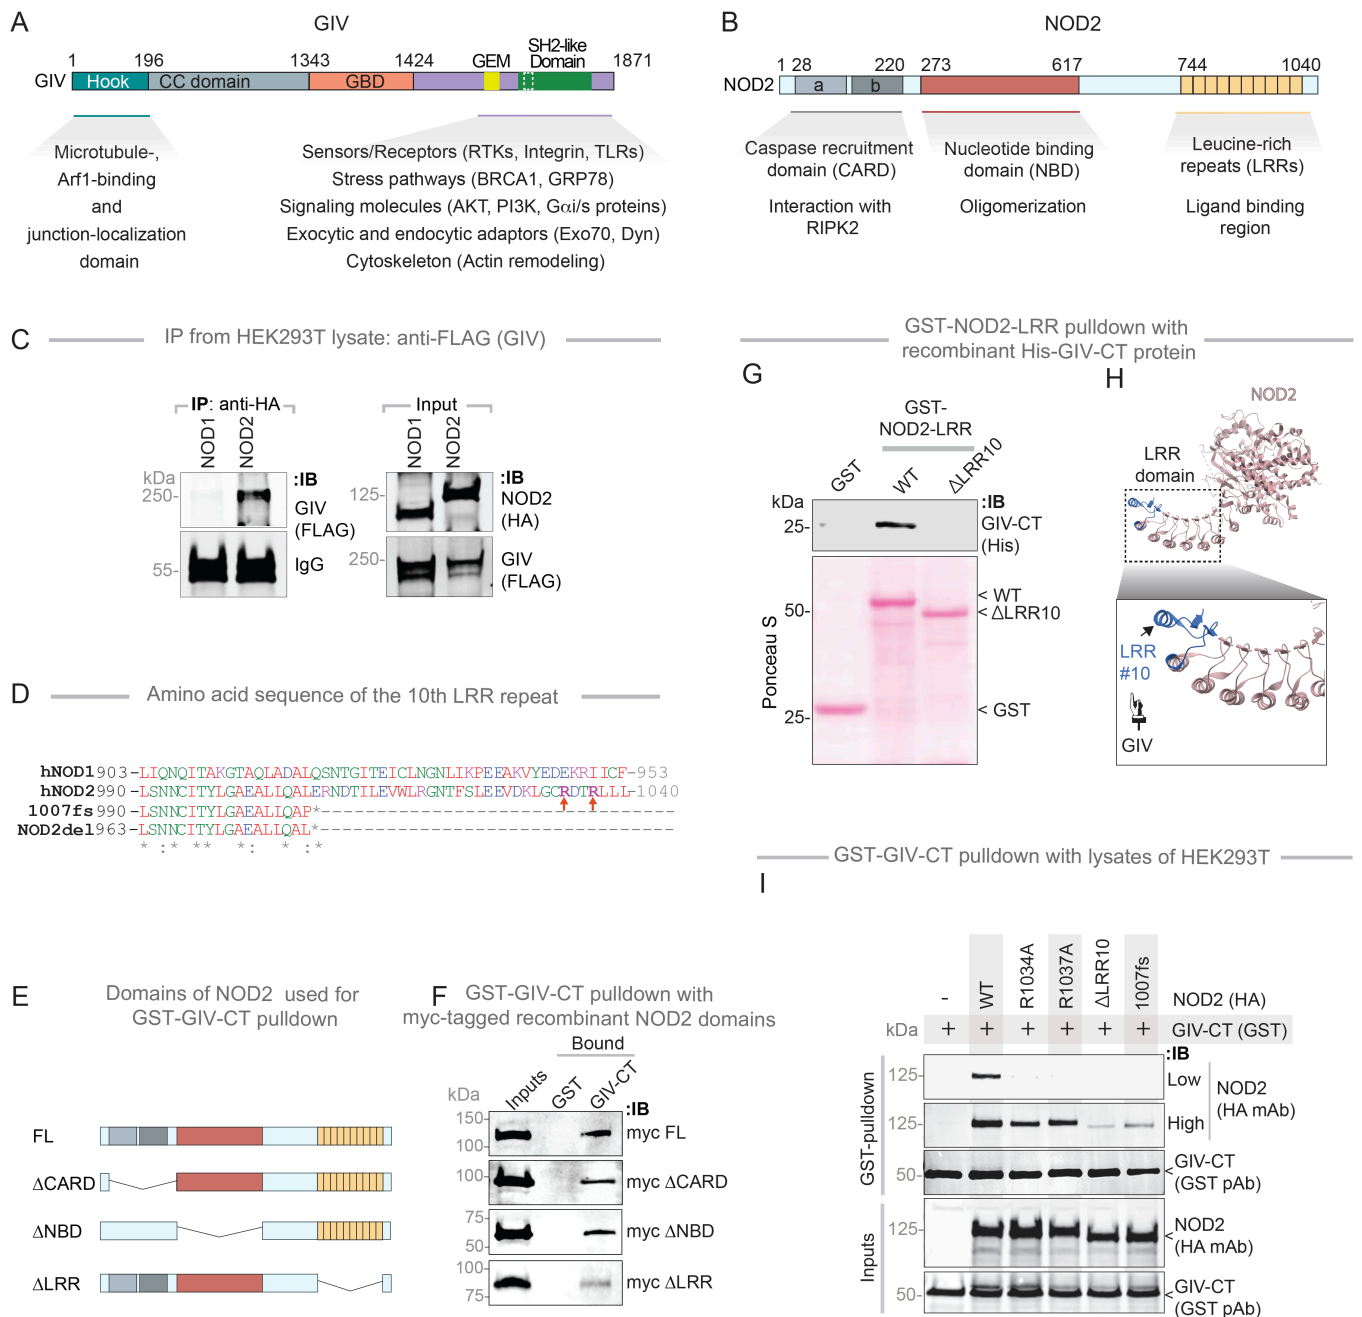 A
GIV
1 196 1343 1424 GEM SH2-like Domain 1871
GIV Hook CC domain GBD
Microtubule-,
Arf1-binding
and
junction-localization
domain
Sensors/Receptors (RTKs, Integrin, TLRs)
Stress pathways (BRCA1, GRP78)
Signaling molecules (AKT, PI3K, Gαi/s proteins)
Exocytic and endocytic adaptors (Exo70, Dyn)
Cytoskeleton (Actin remodeling)
B
NOD2
1 28 220 273 617 744 1040
NOD2 a b
Caspase recruitment
domain (CARD)
Interaction with
RIPK2
Nucleotide binding
domain (NBD)
Oligomerization
Leucine-rich
repeats (LRRs)
Ligand binding
region
C
IP from HEK293T lysate: anti-FLAG (GIV)
IP: anti-HA
NOD1
NOD2
kDa
250-
:IB
GIV
(FLAG)
55-
IgG
Input
NOD1
NOD2
125-
:IB
NOD2
(HA)
250-
GIV
(FLAG)
D
Amino acid sequence of the 10th LRR repeat
hNOD1 903-LIQNQITAKGTAQLADALQSNTGITEICLNGNLIKPEEAKVYEDEKRIICF-953
hNOD2 990-LSNNCITYLGAEALLQALERNDTILEVWLRGNTFSLEEVDKLGCRDTRLLLL-1040
1007fs 990-LSNNCITYLGAEALLQAP*--------------------------------
NOD2del 963-LSNNCITYLGAEALLQAL*--------------------------------
* :* ** *: * :*
E
Domains of NOD2 used for
GST-GIV-CT pulldown
FL
ΔCARD
ΔNBD
ΔLRR
F
GST-GIV-CT pulldown with
myc-tagged recombinant NOD2 domains
Bound
kDa
Inputs
GST
GIV-CT
:IB
150-
100-
myc FL
100-
myc ΔCARD
75-
50-
myc ΔNBD
100-
75-
myc ΔLRR
GST-NOD2-LRR pulldown with
recombinant His-GIV-CT protein
G
GST-
NOD2-LRR
GST
WT
ΔLRR10
kDa
:IB
25-
GIV-CT
(His)
Ponceau S
50-
25-
< WT
< ΔLRR10
< GST
H
NOD2
LRR
domain
LRR
#10
GIV
GST-GIV-CT pulldown with lysates of HEK293T
I
-
WT
R1034A
R1037A
ΔLRR10
1007fs
NOD2 (HA)
kDa + + + + + + GIV-CT (GST)
:IB
GST-pulldown
125-
Low
125-
High
NOD2
(HA mAb)
50-
<
GIV-CT
(GST pAb)
Inputs
125-
<
NOD2
(HA mAb)
50-
<
GIV-CT
(GST pAb)